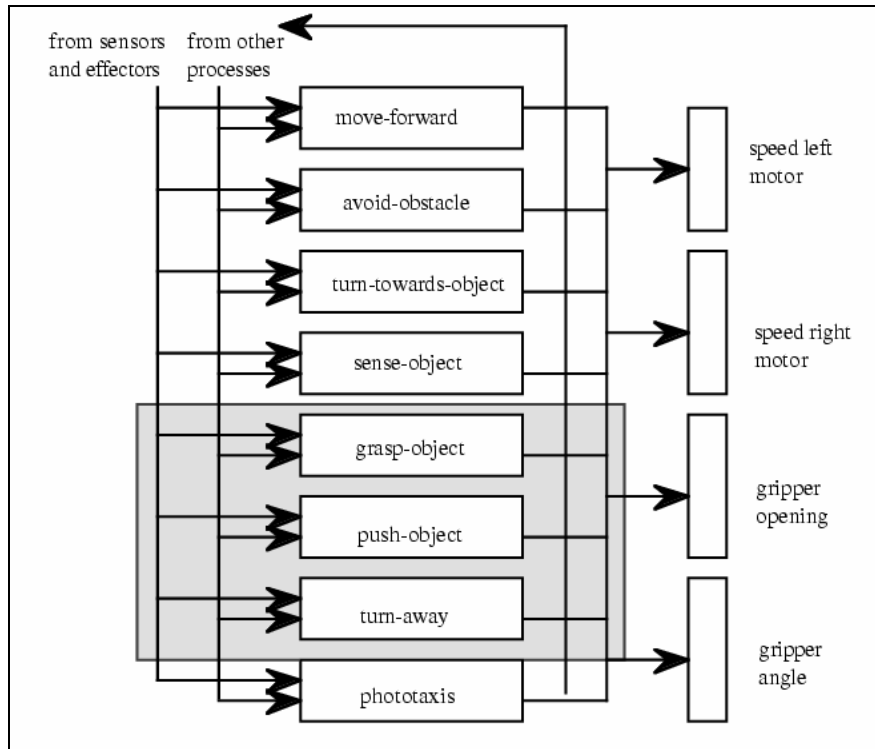 from sensors
and effectors
from other
processes
move-forward
speed left
motor
avoid-obstacle
turn-towards-object
speed right
motor
sense-object
grasp-object
gripper
opening
push-object
turn-away
gripper
angle
phototaxis